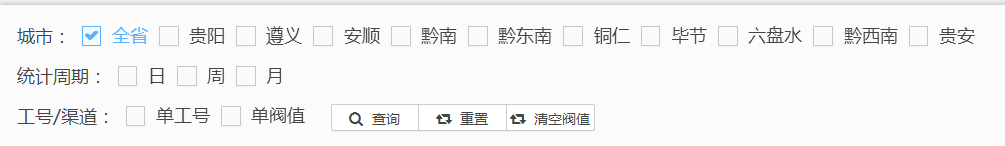 城市： 全省 贵阳 遵义 安顺 黔南 黔东南 铜仁 毕节 六盘水 黔西南 贵安
统计周期： 日 周 月
工号/渠道： 单工号 单阀值 查询 重置 清空阀值